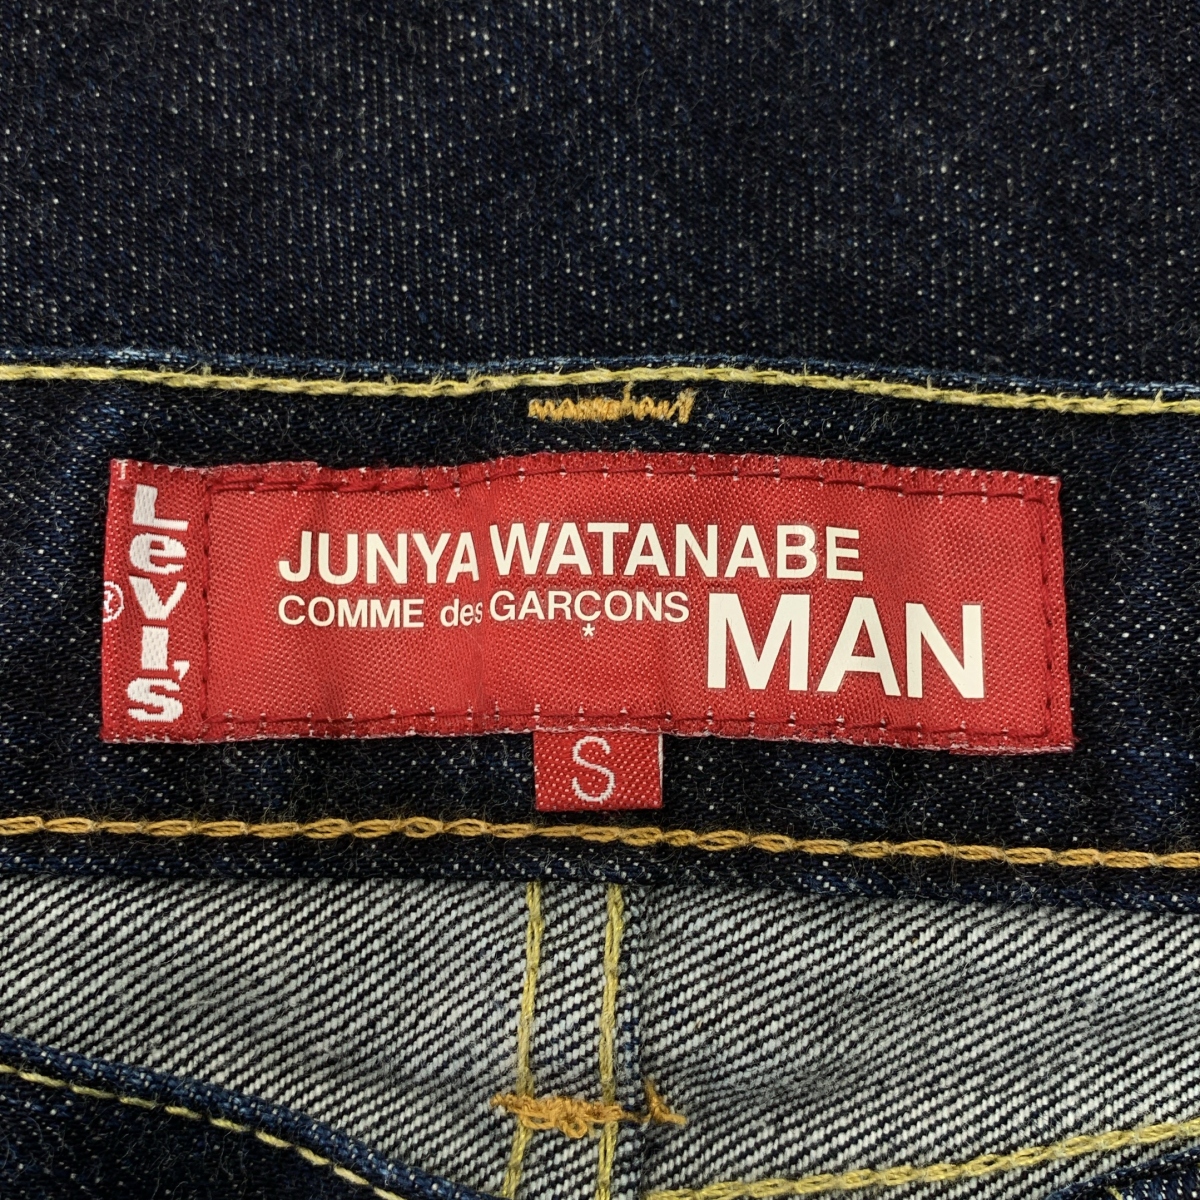 LeVI'S
®
JUNYA WATANABE
COMME des GARÇONS
*
MAN
S